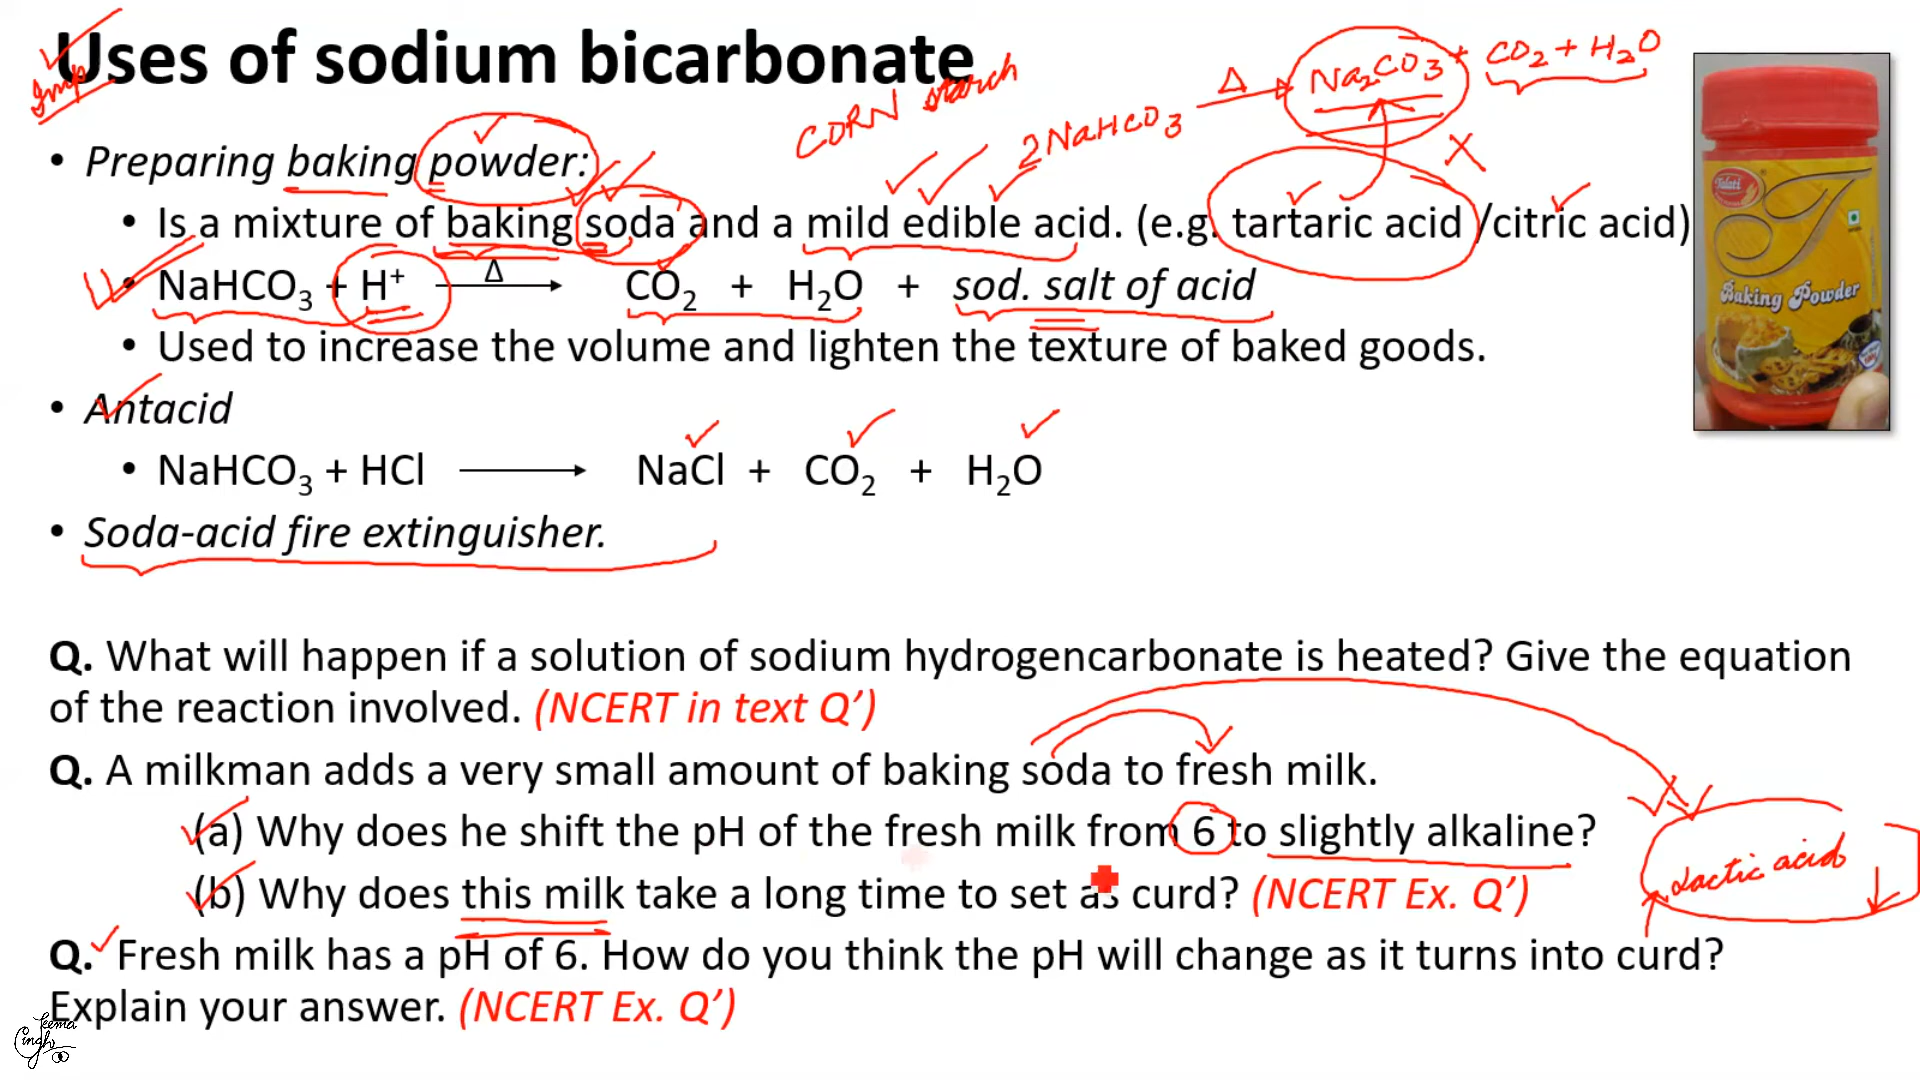 Uses of sodium bicarbonate
Imp
CORN starch
2NaHCO₃ —Δ→ Na₂CO₃ + CO₂ + H₂O
X
• Preparing baking powder:
• Is a mixture of baking soda and a mild edible acid. (e.g. tartaric acid /citric acid)
• NaHCO₃ + H⁺ —Δ→ CO₂ + H₂O + sod. salt of acid
• Used to increase the volume and lighten the texture of baked goods.
Talati
Baking Powder
• Antacid
• NaHCO₃ + HCl ⟶ NaCl + CO₂ + H₂O
• Soda-acid fire extinguisher.
Q. What will happen if a solution of sodium hydrogencarbonate is heated? Give the equation
of the reaction involved. (NCERT in text Q’)
Q. A milkman adds a very small amount of baking soda to fresh milk.
(a) Why does he shift the pH of the fresh milk from 6 to slightly alkaline?
(b) Why does this milk take a long time to set as curd? (NCERT Ex. Q’)
Lactic acid ↓
Q. Fresh milk has a pH of 6. How do you think the pH will change as it turns into curd?
Explain your answer. (NCERT Ex. Q’)